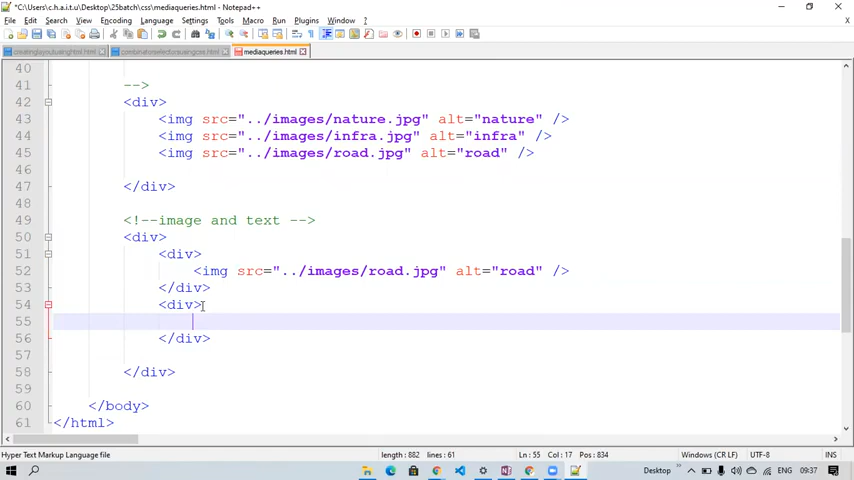 *C:\Users\c.h.a.i.t.u\Desktop\25batch\css\mediaqueries.html - Notepad++
File Edit Search View Encoding Language Settings Tools Macro Run Plugins Window ?
creatinglayoutusinghtml.html mediaqueries.html
40
41 -->
42 <div>
43 <img src="../images/nature.jpg" alt="nature" />
44 <img src="../images/infra.jpg" alt="infra" />
45 <img src="../images/road.jpg" alt="road" />
46
47 </div>
48
49 <!--image and text -->
50 <div>
51 <div>
52 <img src="../images/road.jpg" alt="road" />
53 </div>
54 <div>
55
56 </div>
57
58 </div>
59
60 </body>
61 </html>
Hyper Text Markup Language file length : 882 lines : 61 Ln : 55 Col : 17 Pos : 834 Windows (CR LF) UTF-8 INS
Desktop ENG 09:37